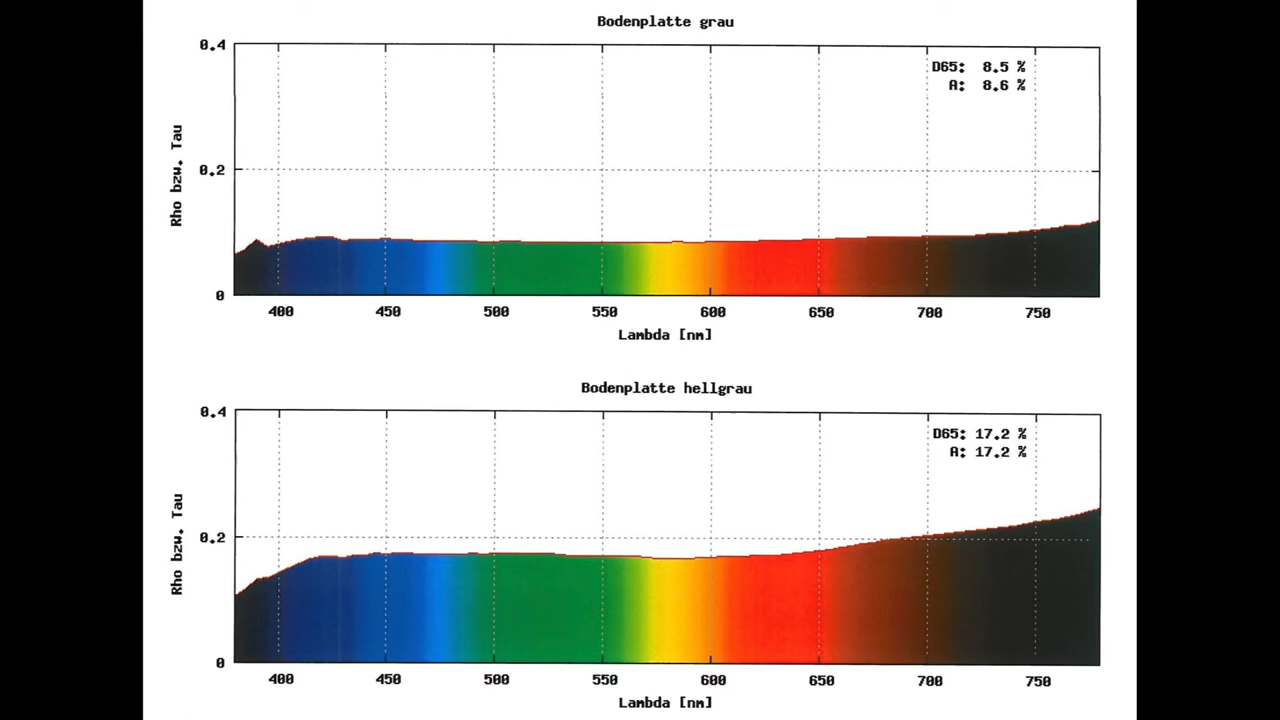 Bodenplatte grau
0.4
D65: 8.5 %
A: 8.6 %
Rho bzw. Tau
0.2
0
400 450 500 550 600 650 700 750
Lambda [nm]
Bodenplatte hellgrau
0.4
D65: 17.2 %
A: 17.2 %
Rho bzw. Tau
0.2
0
400 450 500 550 600 650 700 750
Lambda [nm]